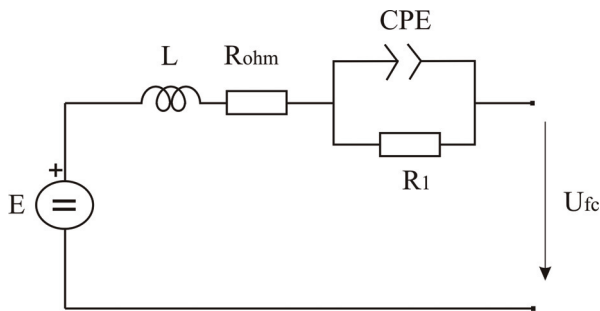 CPE
L
Rohm
R1
+
E
=
Ufc